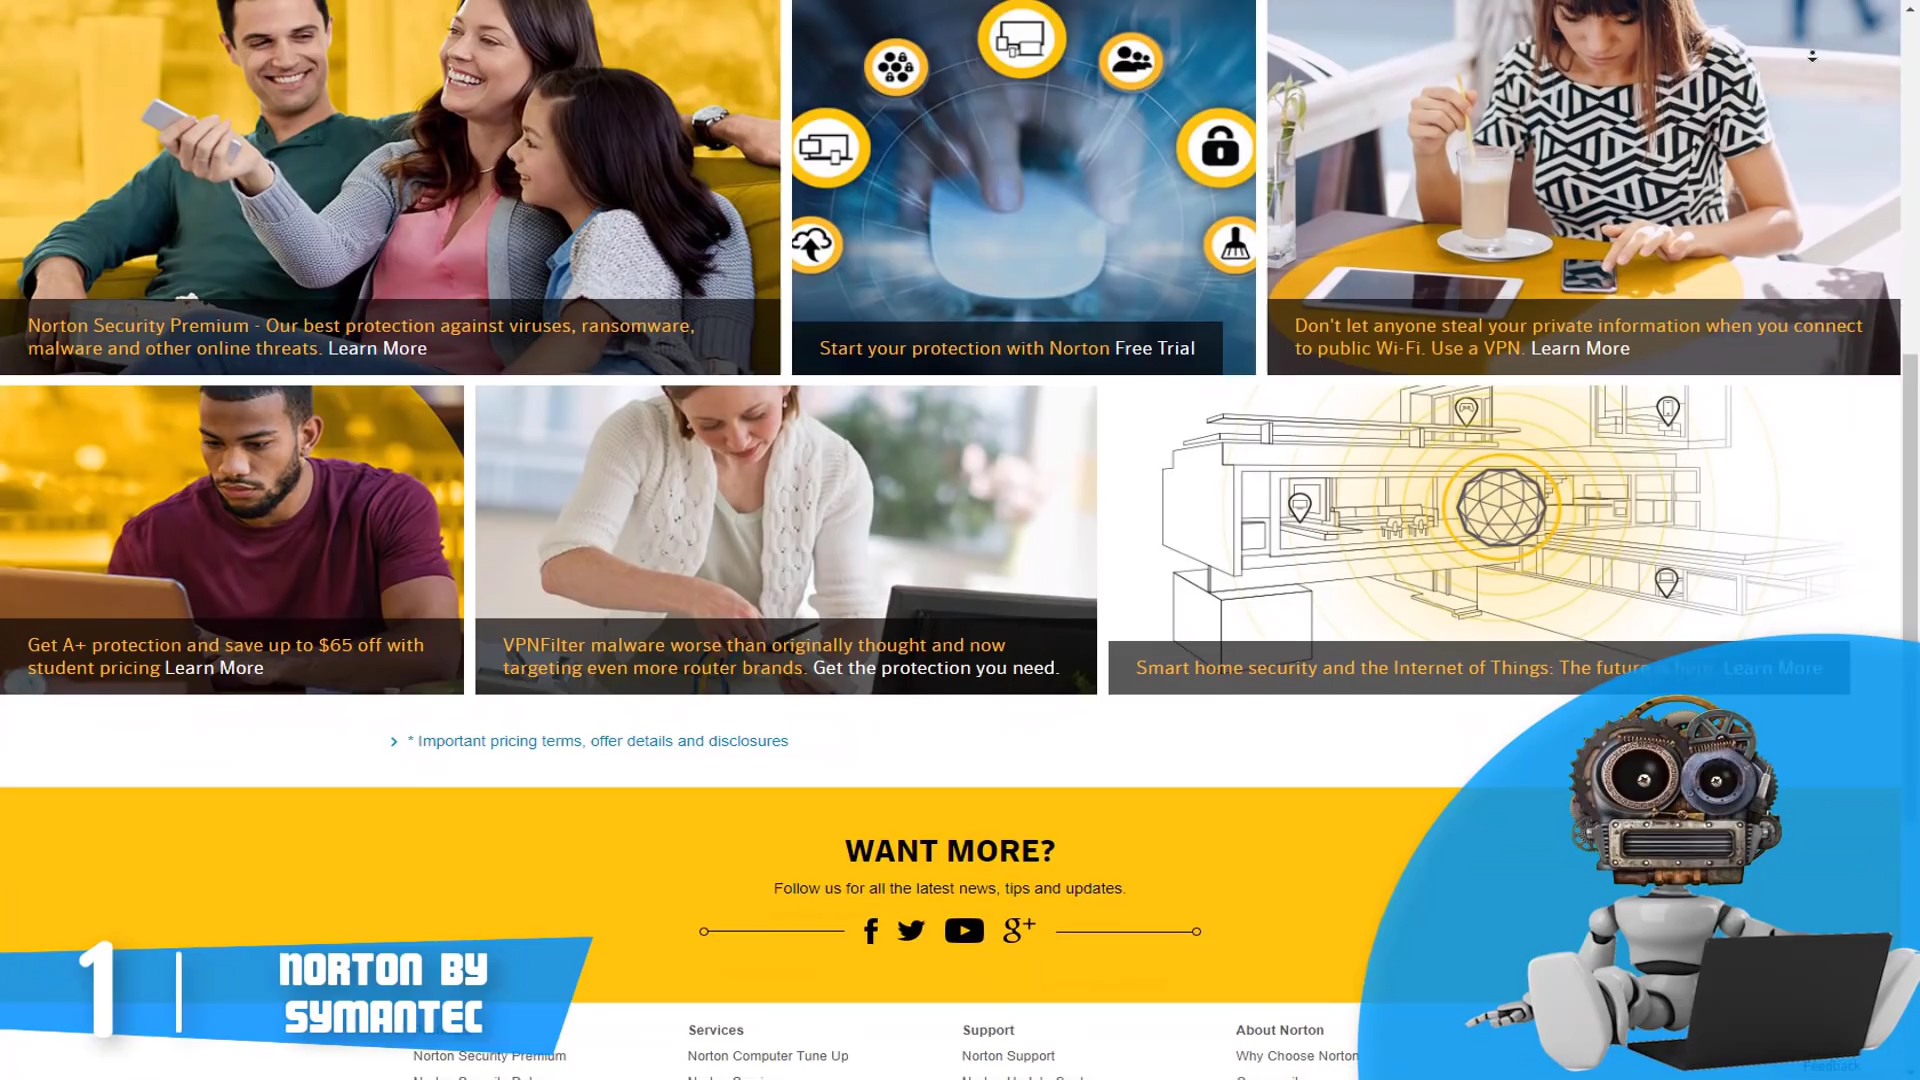 Norton Security Premium - Our best protection against viruses, ransomware,
malware and other online threats. Learn More
Start your protection with Norton Free Trial
Don't let anyone steal your private information when you connect
to public Wi-Fi. Use a VPN. Learn More
Get A+ protection and save up to $65 off with
student pricing Learn More
VPNFilter malware worse than originally thought and now
targeting even more router brands. Get the protection you need.
Smart home security and the Internet of Things: The future is here. Learn More
* Important pricing terms, offer details and disclosures
WANT MORE?
Follow us for all the latest news, tips and updates.
f
g+
1
NORTON BY
SYMANTEC
Services
Support
About Norton
Norton Security Premium
Norton Computer Tune Up
Norton Support
Why Choose Norton
Feedback